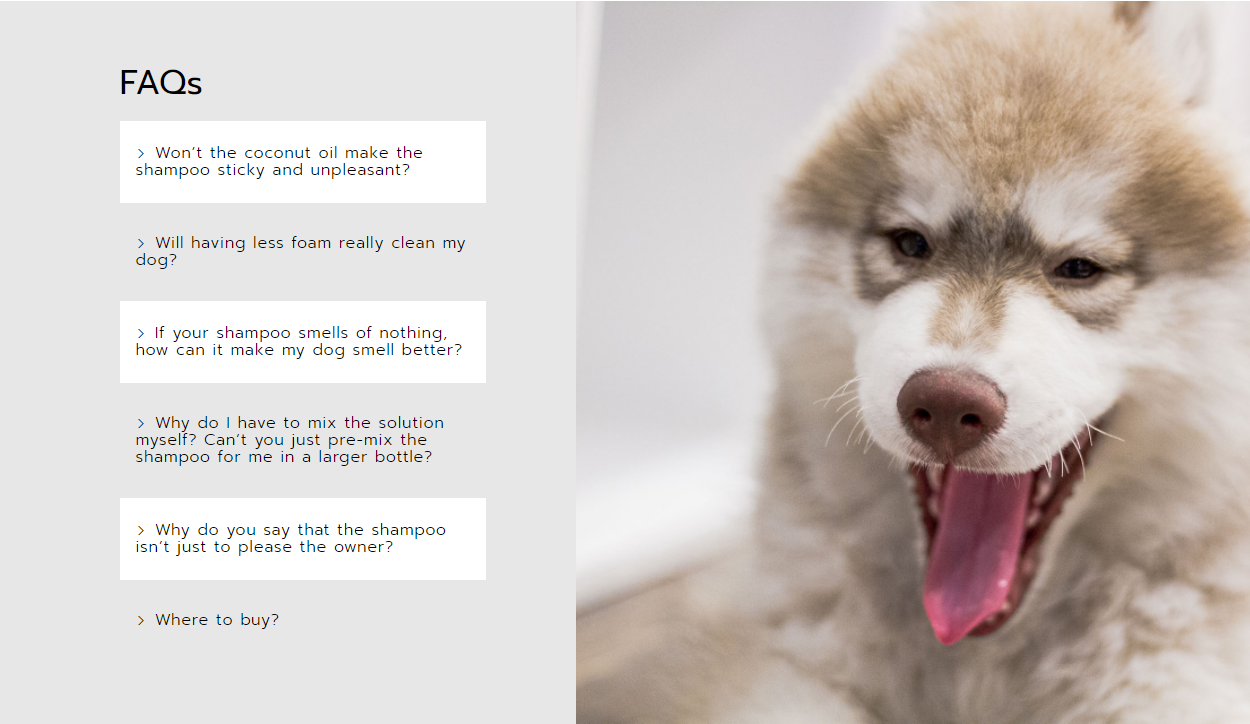 FAQs
> Won't the coconut oil make the
shampoo sticky and unpleasant?
> Will having less foam really clean my
dog?
> If your shampoo smells of nothing,
how can it make my dog smell better?
> Why do I have to mix the solution
myself? Can't you just pre-mix the
shampoo for me in a larger bottle?
> Why do you say that the shampoo
isn't just to please the owner?
> Where to buy?